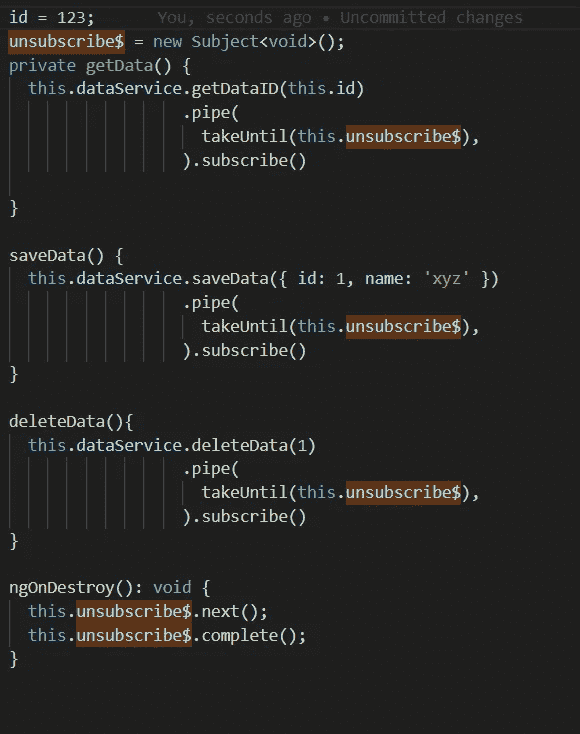 id = 123;      You, seconds ago • Uncommitted changes
unsubscribe$ = new Subject<void>();
private getData() {
  this.dataService.getDataID(this.id)
                  .pipe(
                    takeUntil(this.unsubscribe$),
                  ).subscribe()

}

saveData() {
  this.dataService.saveData({ id: 1, name: 'xyz' })
                  .pipe(
                    takeUntil(this.unsubscribe$),
                  ).subscribe()
}

deleteData(){
  this.dataService.deleteData(1)
                  .pipe(
                    takeUntil(this.unsubscribe$),
                  ).subscribe()
}

ngOnDestroy(): void {
  this.unsubscribe$.next();
  this.unsubscribe$.complete();
}